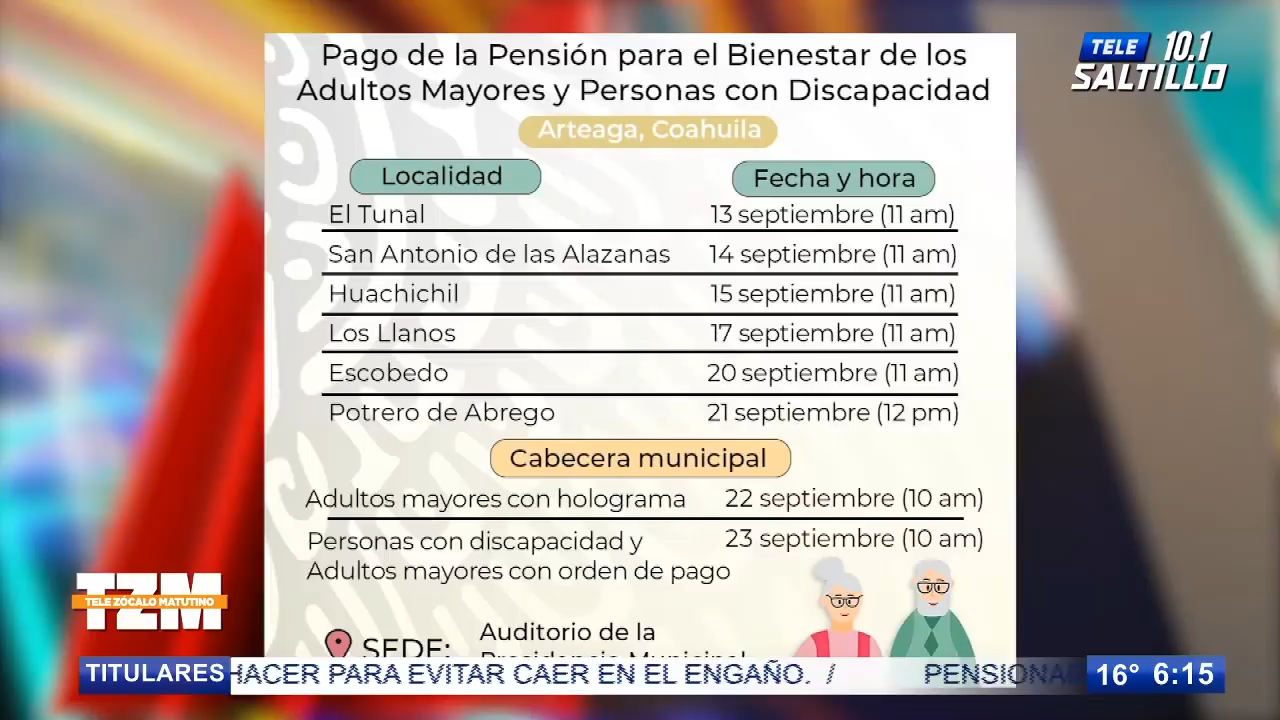 Pago de la Pensión para el Bienestar de los
Adultos Mayores y Personas con Discapacidad
TELE 10.1
SALTILLO
Arteaga, Coahuila
Localidad Fecha y hora
El Tunal 13 septiembre (11 am)
San Antonio de las Alazanas 14 septiembre (11 am)
Huachichil 15 septiembre (11 am)
Los Llanos 17 septiembre (11 am)
Escobedo 20 septiembre (11 am)
Potrero de Abrego 21 septiembre (12 pm)
Cabecera municipal
Adultos mayores con holograma 22 septiembre (10 am)
Personas con discapacidad y 23 septiembre (10 am)
Adultos mayores con orden de pago
TZM
TELE ZÓCALO MATUTINO
SEDE: Auditorio de la
Presidencia Municipal
TITULARES HACER PARA EVITAR CAER EN EL ENGAÑO. / PENSIONA 16° 6:15